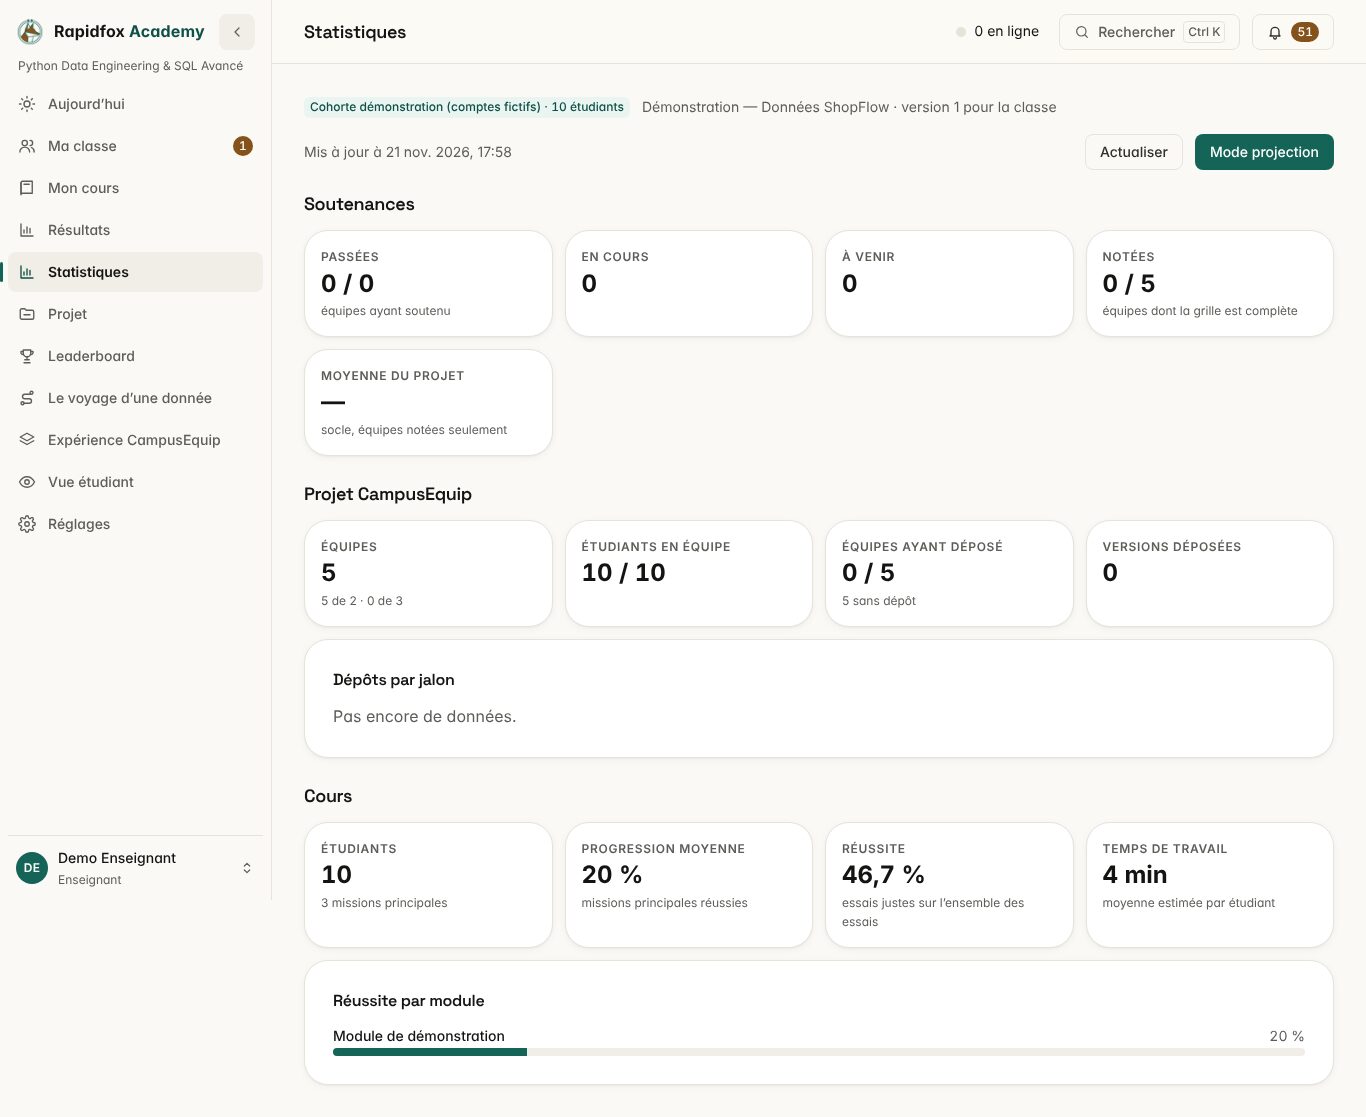 Rapidfox Academy
Python Data Engineering & SQL Avancé
Aujourd’hui
Ma classe
1
Mon cours
Résultats
Statistiques
Projet
Leaderboard
Le voyage d’une donnée
Expérience CampusEquip
Vue étudiant
Réglages
DE
Demo Enseignant
Enseignant
Statistiques
0 en ligne
Rechercher
Ctrl K
51
Cohorte démonstration (comptes fictifs) · 10 étudiants
Démonstration — Données ShopFlow · version 1 pour la classe
Mis à jour à 21 nov. 2026, 17:58
Actualiser
Mode projection
Soutenances
PASSÉES
0 / 0
équipes ayant soutenu
EN COURS
0
À VENIR
0
NOTÉES
0 / 5
équipes dont la grille est complète
MOYENNE DU PROJET
—
socle, équipes notées seulement
Projet CampusEquip
ÉQUIPES
5
5 de 2 · 0 de 3
ÉTUDIANTS EN ÉQUIPE
10 / 10
ÉQUIPES AYANT DÉPOSÉ
0 / 5
5 sans dépôt
VERSIONS DÉPOSÉES
0
Dépôts par jalon
Pas encore de données.
Cours
ÉTUDIANTS
10
3 missions principales
PROGRESSION MOYENNE
20 %
missions principales réussies
RÉUSSITE
46,7 %
essais justes sur l’ensemble des
essais
TEMPS DE TRAVAIL
4 min
moyenne estimée par étudiant
Réussite par module
Module de démonstration
20 %